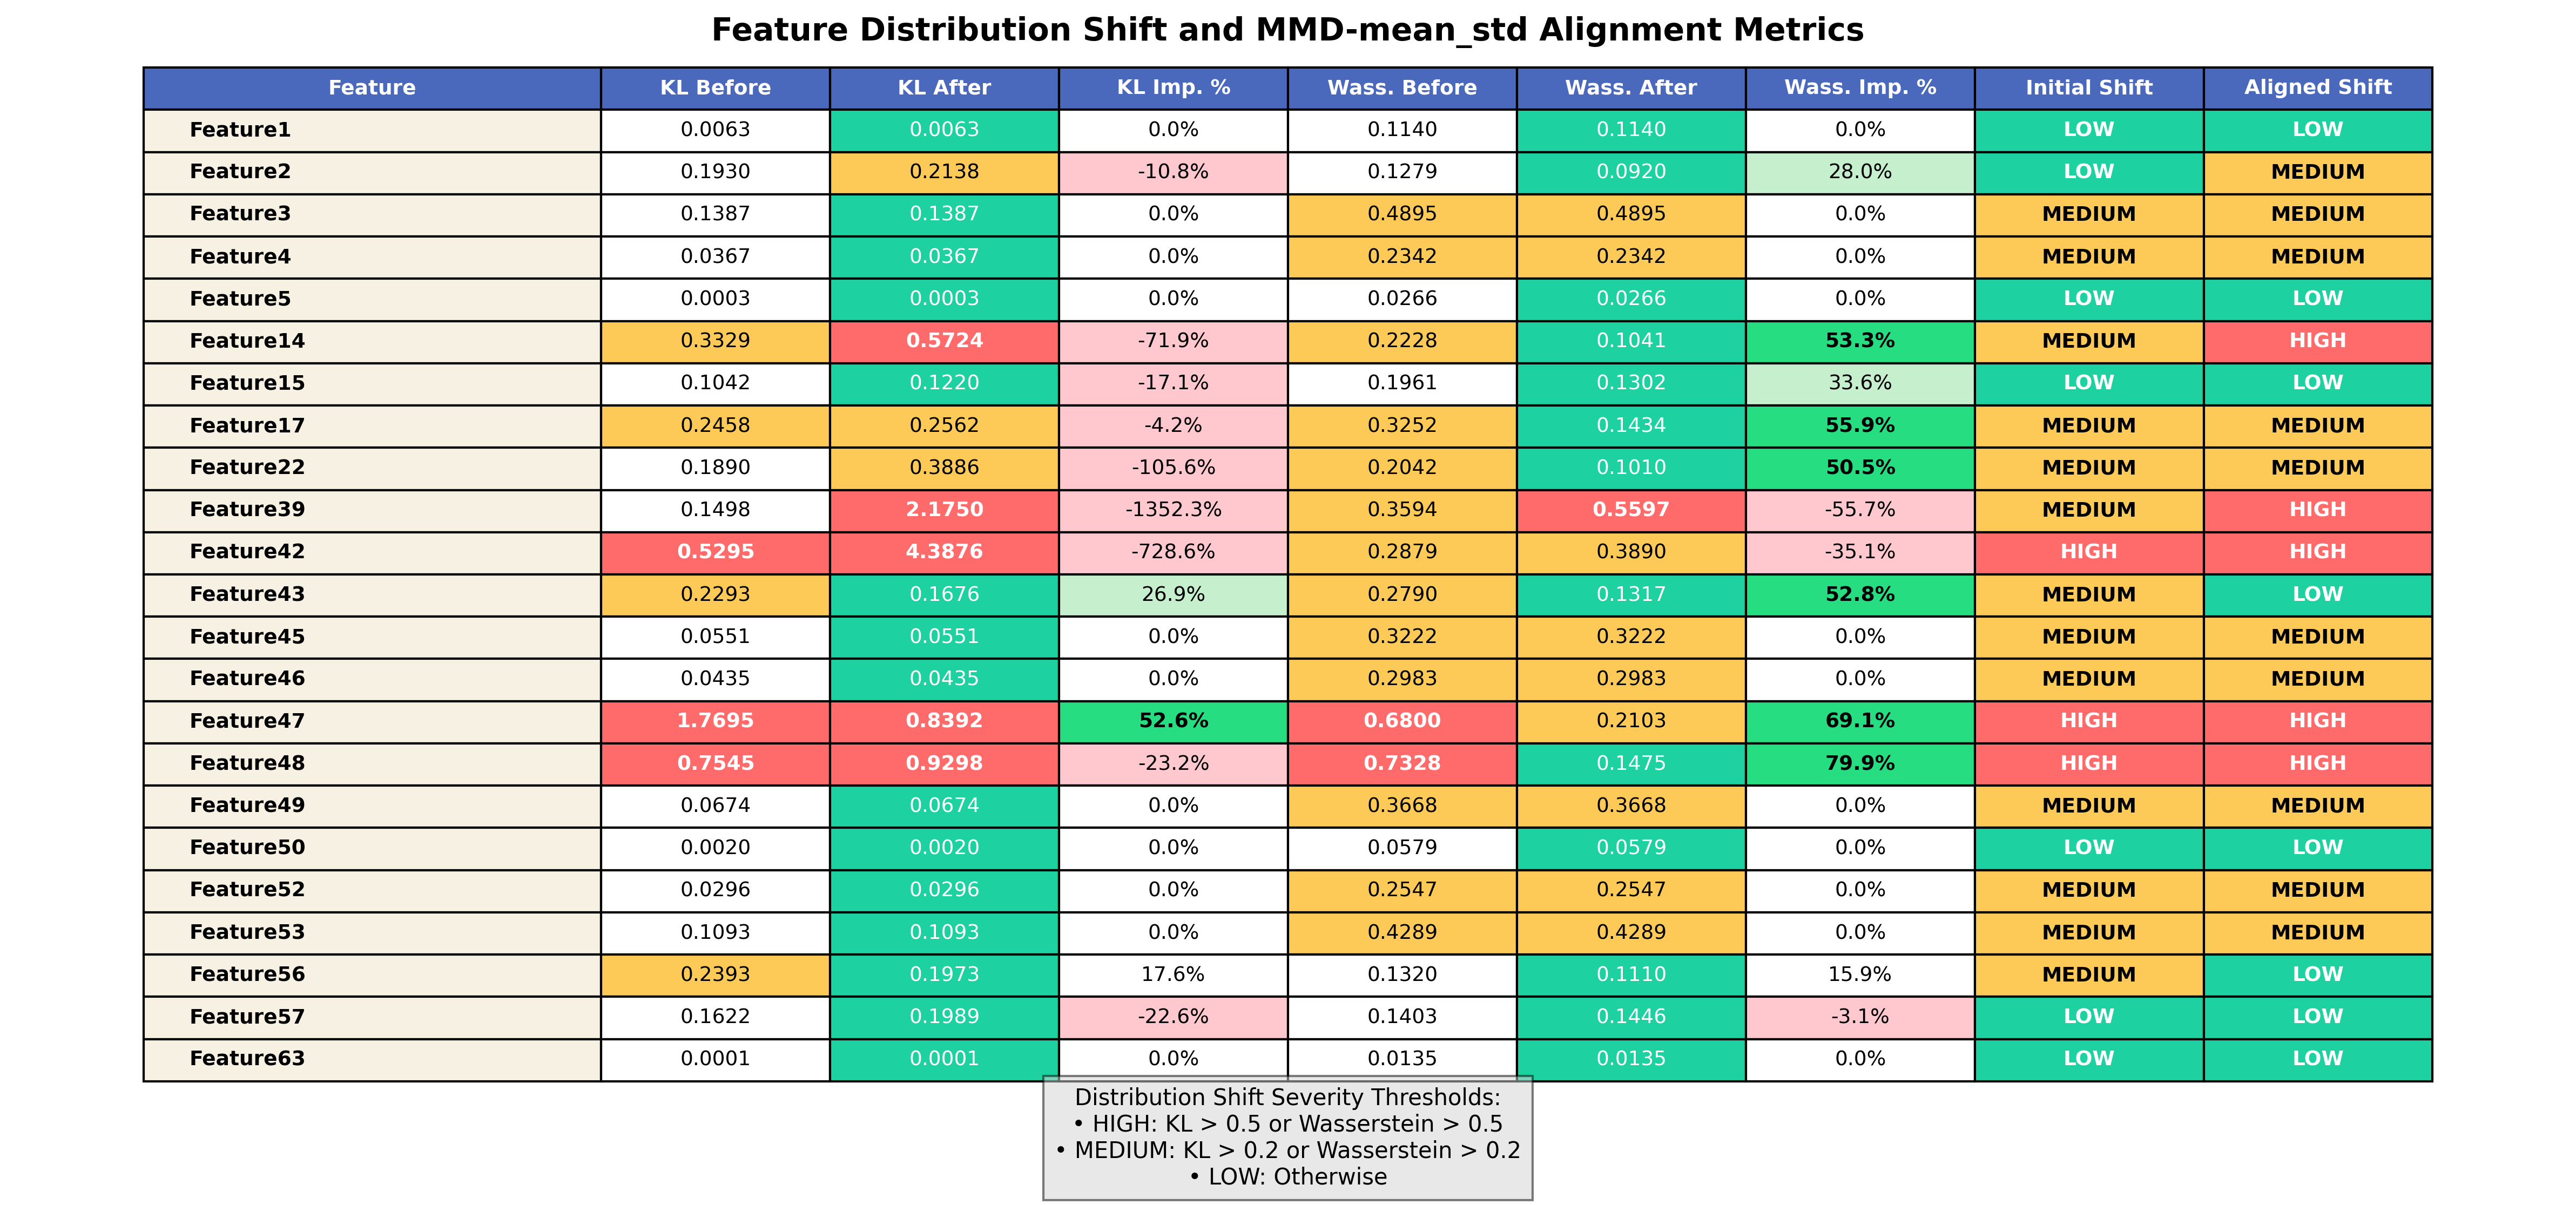 Feature Distribution Shift and MMD-mean_std Alignment Metrics
Feature KL Before KL After KL Imp. % Wass. Before Wass. After Wass. Imp. % Initial Shift Aligned Shift
Feature1 0.0063 0.0063 0.0% 0.1140 0.1140 0.0% LOW LOW
Feature2 0.1930 0.2138 -10.8% 0.1279 0.0920 28.0% LOW MEDIUM
Feature3 0.1387 0.1387 0.0% 0.4895 0.4895 0.0% MEDIUM MEDIUM
Feature4 0.0367 0.0367 0.0% 0.2342 0.2342 0.0% MEDIUM MEDIUM
Feature5 0.0003 0.0003 0.0% 0.0266 0.0266 0.0% LOW LOW
Feature14 0.3329 0.5724 -71.9% 0.2228 0.1041 53.3% MEDIUM HIGH
Feature15 0.1042 0.1220 -17.1% 0.1961 0.1302 33.6% LOW LOW
Feature17 0.2458 0.2562 -4.2% 0.3252 0.1434 55.9% MEDIUM MEDIUM
Feature22 0.1890 0.3886 -105.6% 0.2042 0.1010 50.5% MEDIUM MEDIUM
Feature39 0.1498 2.1750 -1352.3% 0.3594 0.5597 -55.7% MEDIUM HIGH
Feature42 0.5295 4.3876 -728.6% 0.2879 0.3890 -35.1% HIGH HIGH
Feature43 0.2293 0.1676 26.9% 0.2790 0.1317 52.8% MEDIUM LOW
Feature45 0.0551 0.0551 0.0% 0.3222 0.3222 0.0% MEDIUM MEDIUM
Feature46 0.0435 0.0435 0.0% 0.2983 0.2983 0.0% MEDIUM MEDIUM
Feature47 1.7695 0.8392 52.6% 0.6800 0.2103 69.1% HIGH HIGH
Feature48 0.7545 0.9298 -23.2% 0.7328 0.1475 79.9% HIGH HIGH
Feature49 0.0674 0.0674 0.0% 0.3668 0.3668 0.0% MEDIUM MEDIUM
Feature50 0.0020 0.0020 0.0% 0.0579 0.0579 0.0% LOW LOW
Feature52 0.0296 0.0296 0.0% 0.2547 0.2547 0.0% MEDIUM MEDIUM
Feature53 0.1093 0.1093 0.0% 0.4289 0.4289 0.0% MEDIUM MEDIUM
Feature56 0.2393 0.1973 17.6% 0.1320 0.1110 15.9% MEDIUM LOW
Feature57 0.1622 0.1989 -22.6% 0.1403 0.1446 -3.1% LOW LOW
Feature63 0.0001 0.0001 0.0% 0.0135 0.0135 0.0% LOW LOW
Distribution Shift Severity Thresholds:
• HIGH: KL > 0.5 or Wasserstein > 0.5
• MEDIUM: KL > 0.2 or Wasserstein > 0.2
• LOW: Otherwise